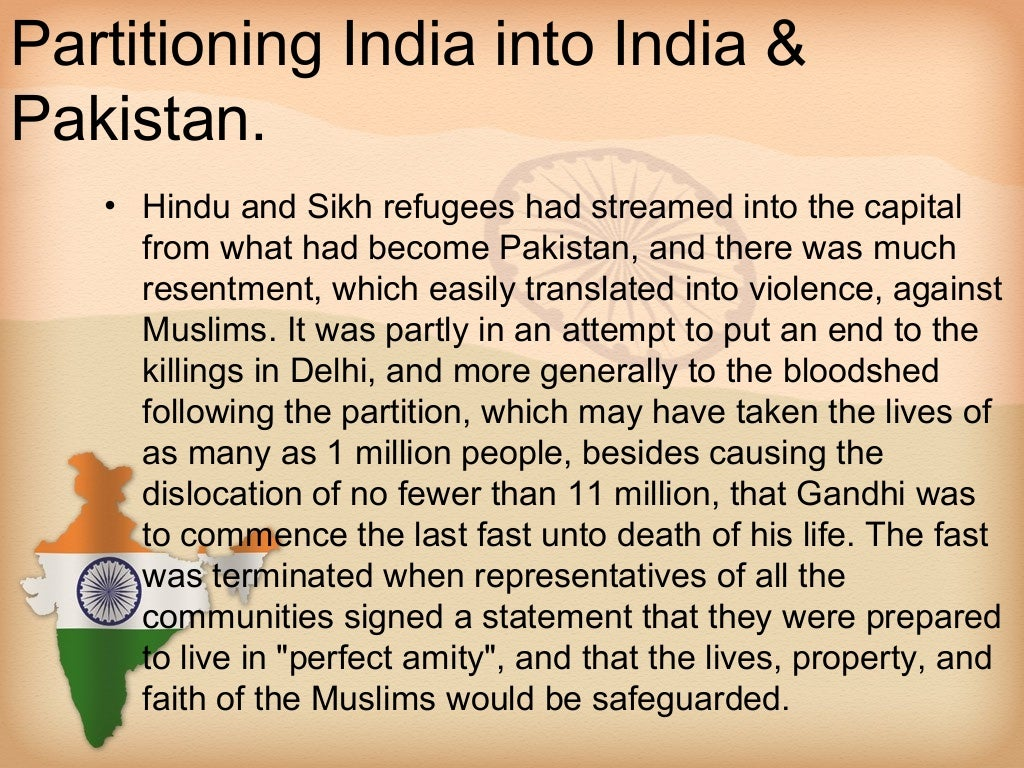 Partitioning India into India &
Pakistan.
• Hindu and Sikh refugees had streamed into the capital
from what had become Pakistan, and there was much
resentment, which easily translated into violence, against
Muslims. It was partly in an attempt to put an end to the
killings in Delhi, and more generally to the bloodshed
following the partition, which may have taken the lives of
as many as 1 million people, besides causing the
dislocation of no fewer than 11 million, that Gandhi was
to commence the last fast unto death of his life. The fast
was terminated when representatives of all the
communities signed a statement that they were prepared
to live in "perfect amity", and that the lives, property, and
faith of the Muslims would be safeguarded.